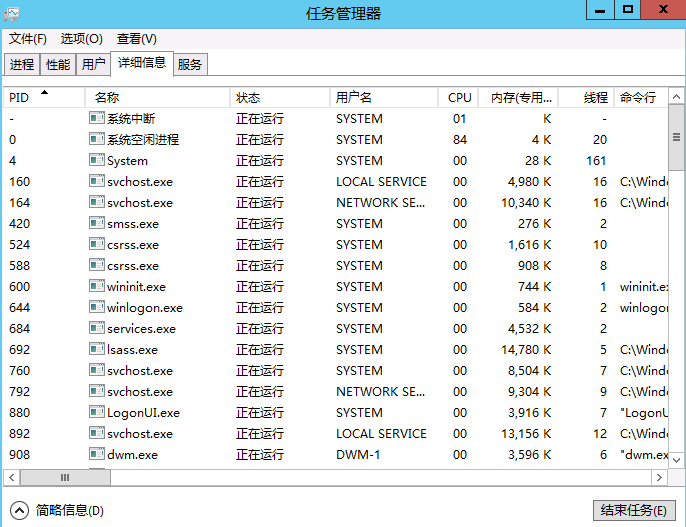 任务管理器
文件(F) 选项(O) 查看(V)
进程 性能 用户 详细信息 服务
PID 名称 状态 用户名 CPU 内存(专用... 线程 命令行
- 系统中断 正在运行 SYSTEM 01 K -
0 系统空闲进程 正在运行 SYSTEM 84 4 K 20
4 System 正在运行 SYSTEM 00 28 K 161
160 svchost.exe 正在运行 LOCAL SERVICE 00 4,980 K 16 C:\Windo
164 svchost.exe 正在运行 NETWORK SE... 00 10,340 K 16 C:\Windo
420 smss.exe 正在运行 SYSTEM 00 276 K 2
524 csrss.exe 正在运行 SYSTEM 00 1,616 K 10
588 csrss.exe 正在运行 SYSTEM 00 908 K 8
600 wininit.exe 正在运行 SYSTEM 00 744 K 1 wininit.ex
644 winlogon.exe 正在运行 SYSTEM 00 584 K 2 winlogon
684 services.exe 正在运行 SYSTEM 00 4,532 K 2
692 lsass.exe 正在运行 SYSTEM 00 14,780 K 5 C:\Windo
760 svchost.exe 正在运行 SYSTEM 00 8,504 K 7 C:\Windo
792 svchost.exe 正在运行 NETWORK SE... 00 9,304 K 9 C:\Windo
880 LogonUI.exe 正在运行 SYSTEM 00 3,916 K 7 "LogonU
892 svchost.exe 正在运行 LOCAL SERVICE 00 13,156 K 12 C:\Windo
908 dwm.exe 正在运行 DWM-1 00 3,596 K 6 "dwm.ex
简略信息(D) 结束任务(E)